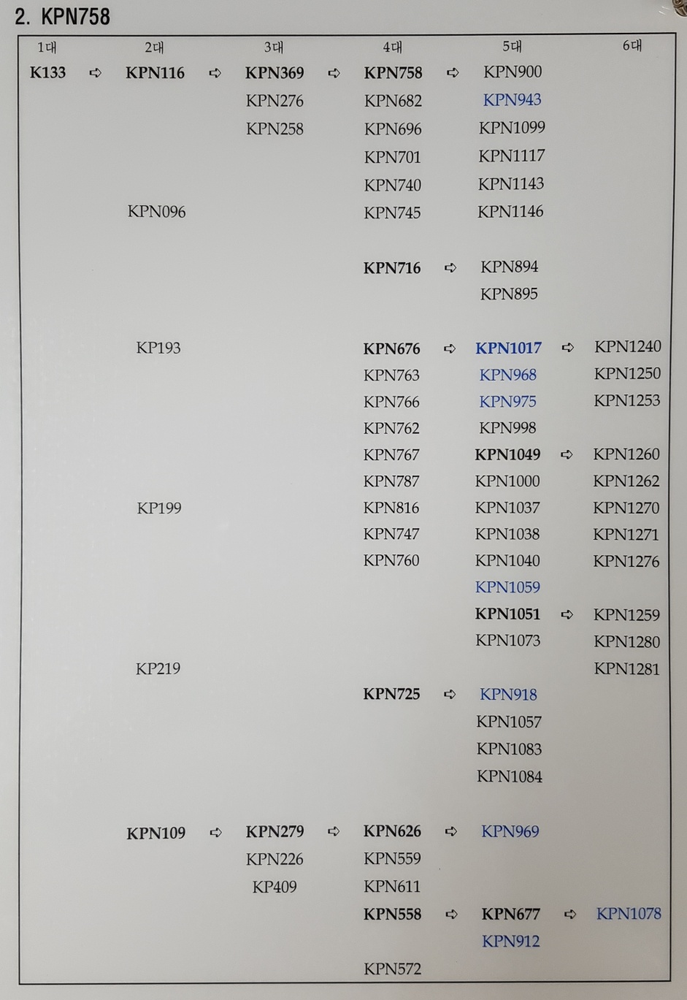 2. KPN758
1대 2대 3대 4대 5대 6대
K133 ⇨ KPN116 ⇨ KPN369 ⇨ KPN758 ⇨ KPN900
KPN276 KPN682 KPN943
KPN258 KPN696 KPN1099
KPN701 KPN1117
KPN740 KPN1143
KPN096 KPN745 KPN1146
KPN716 ⇨ KPN894
KPN895
KP193 KPN676 ⇨ KPN1017 ⇨ KPN1240
KPN763 KPN968 KPN1250
KPN766 KPN975 KPN1253
KPN762 KPN998
KPN767 KPN1049 ⇨ KPN1260
KPN787 KPN1000 KPN1262
KP199 KPN816 KPN1037 KPN1270
KPN747 KPN1038 KPN1271
KPN760 KPN1040 KPN1276
KPN1059
KPN1051 ⇨ KPN1259
KPN1073 KPN1280
KP219 KPN1281
KPN725 ⇨ KPN918
KPN1057
KPN1083
KPN1084
KPN109 ⇨ KPN279 ⇨ KPN626 ⇨ KPN969
KPN226 KPN559
KP409 KPN611
KPN558 ⇨ KPN677 ⇨ KPN1078
KPN912
KPN572